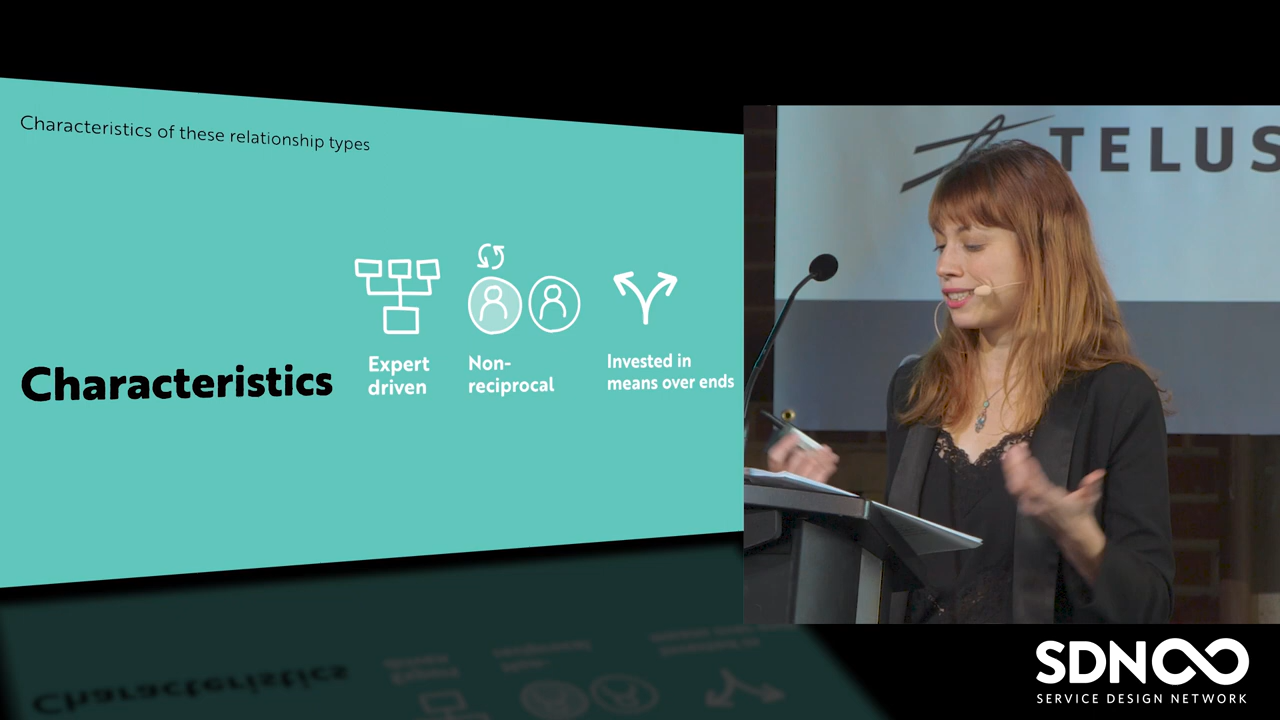 Characteristics of these relationship types
Characteristics
Expert
driven
Non-
reciprocal
Invested in
means over ends
TELUS
SDN
SERVICE DESIGN NETWORK